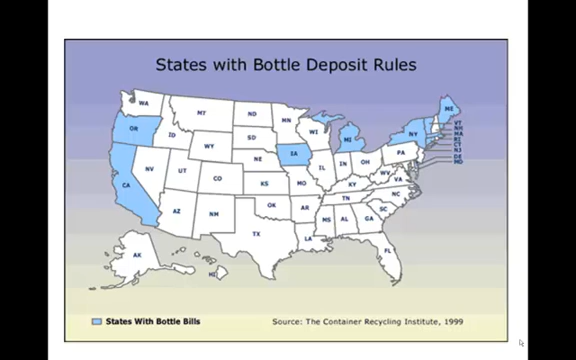 States with Bottle Deposit Rules
WA
MT
ND
MN
ME
OR
ID
SD
WI
MI
NY
VT
NH
MA
RI
CT
NJ
DE
MD
WY
IA
NE
PA
NV
UT
CO
IL
IN
OH
WV
VA
CA
KS
MO
KY
NC
TN
AZ
NM
OK
AR
SC
MS
AL
GA
TX
LA
FL
AK
HI
States With Bottle Bills
Source: The Container Recycling Institute, 1999